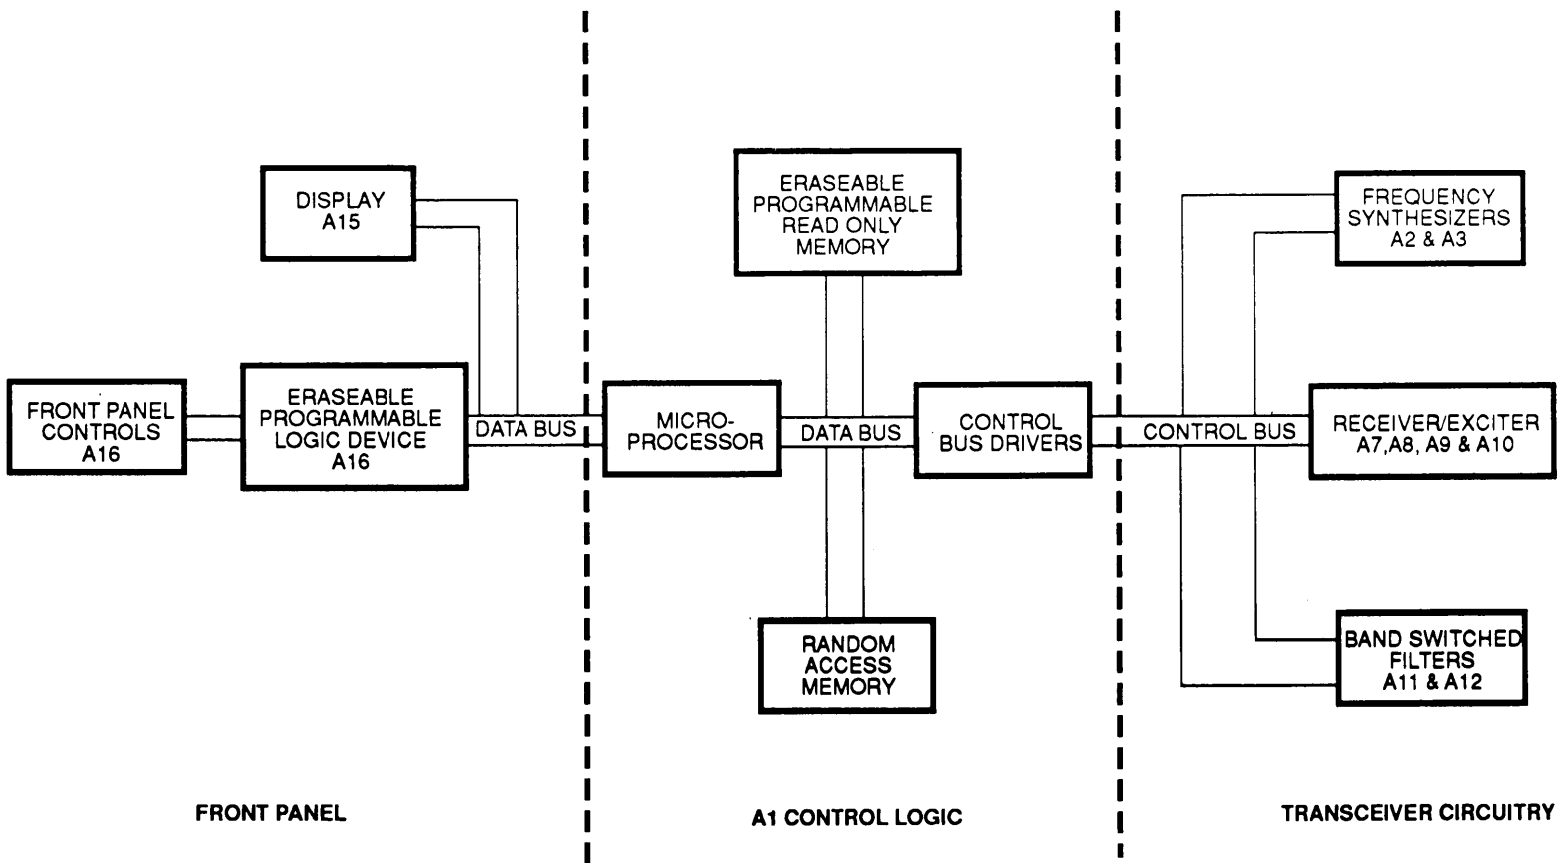 DISPLAY
A15
FRONT PANEL
CONTROLS
A16
ERASEABLE
PROGRAMMABLE
LOGIC DEVICE
A16
DATA BUS
FRONT PANEL
ERASEABLE
PROGRAMMABLE
READ ONLY
MEMORY
MICRO-
PROCESSOR
DATA BUS
CONTROL
BUS DRIVERS
RANDOM
ACCESS
MEMORY
A1 CONTROL LOGIC
FREQUENCY
SYNTHESIZERS
A2 & A3
CONTROL BUS
RECEIVER/EXCITER
A7,A8, A9 & A10
BAND SWITCHED
FILTERS
A11 & A12
TRANSCEIVER CIRCUITRY